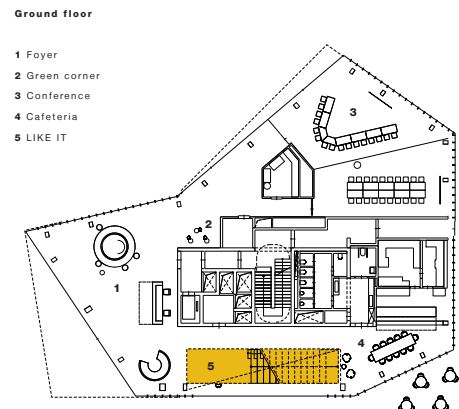 Ground floor
1 Foyer
2 Green corner
3 Conference
4 Cafeteria
5 LIKE IT
3
2
1
4
5